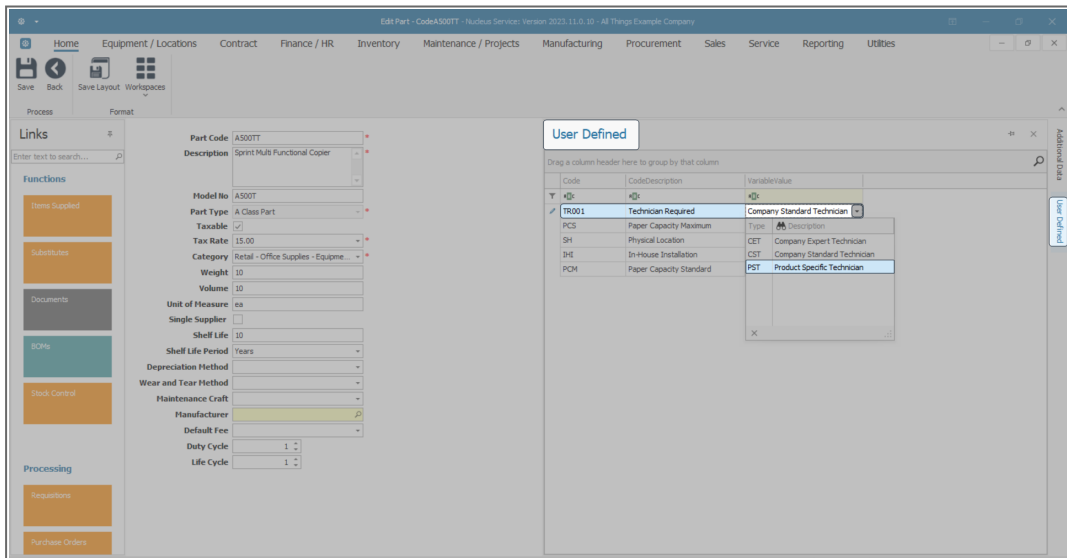 Edit Part - CodeA500TT - Nucleus Service: Version 2023.11.0.10 - All Things Example Company
Home Equipment / Locations Contract Finance / HR Inventory Maintenance / Projects Manufacturing Procurement Sales Service Reporting Utilities
Save Back Save Layout Workspaces
Process Format
Links
Enter text to search...
Functions
Items Supplied
Substitutes
Documents
BOMs
Stock Control
Processing
Requisitions
Purchase Orders
Part Code A500TT *
Description Sprint Multi Functional Copier *
Model No A500T
Part Type A Class Part *
Taxable
Tax Rate 15.00 *
Category Retail - Office Supplies - Equipme... *
Weight 10
Volume 10
Unit of Measure ea
Single Supplier
Shelf Life 10
Shelf Life Period Years
Depreciation Method
Wear and Tear Method
Maintenance Craft
Manufacturer
Default Fee
Duty Cycle 1
Life Cycle 1
User Defined
Drag a column header here to group by that column
Code CodeDescription VariableValue
TR001 Technician Required Company Standard Technician
PCS Paper Capacity Maximum
SH Physical Location
IHI In-House Installation
PCM Paper Capacity Standard
Type Description
CET Company Expert Technician
CST Company Standard Technician
PST Product Specific Technician
Additional Data
User Defined